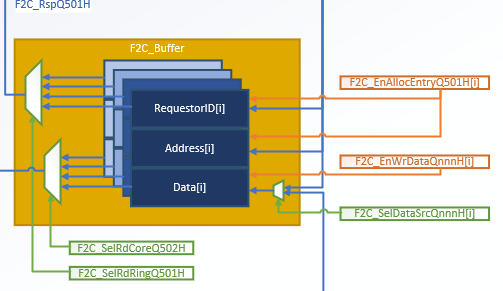 F2C_RspQ501H
F2C_Buffer
F2C_EnAllocEntryQ501H[i]
RequestorID[i]
Address[i]
F2C_EnWrDataQnnnH[i]
Data[i]
F2C_SelDataSrcQnnnH[i]
F2C_SelRdCoreQ502H
F2C_SelRdRingQ501H